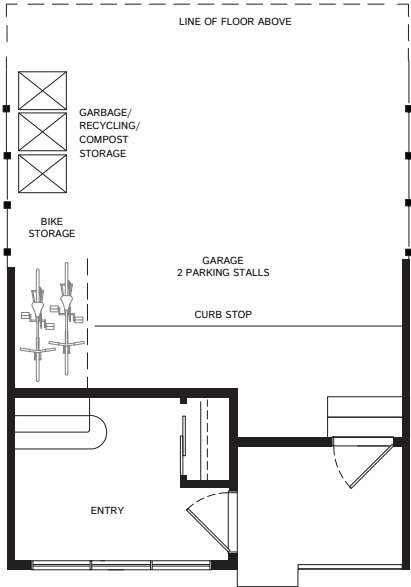 LINE OF FLOOR ABOVE
GARBAGE/
RECYCLING/
COMPOST
STORAGE
BIKE
STORAGE
GARAGE
2 PARKING STALLS
CURB STOP
ENTRY